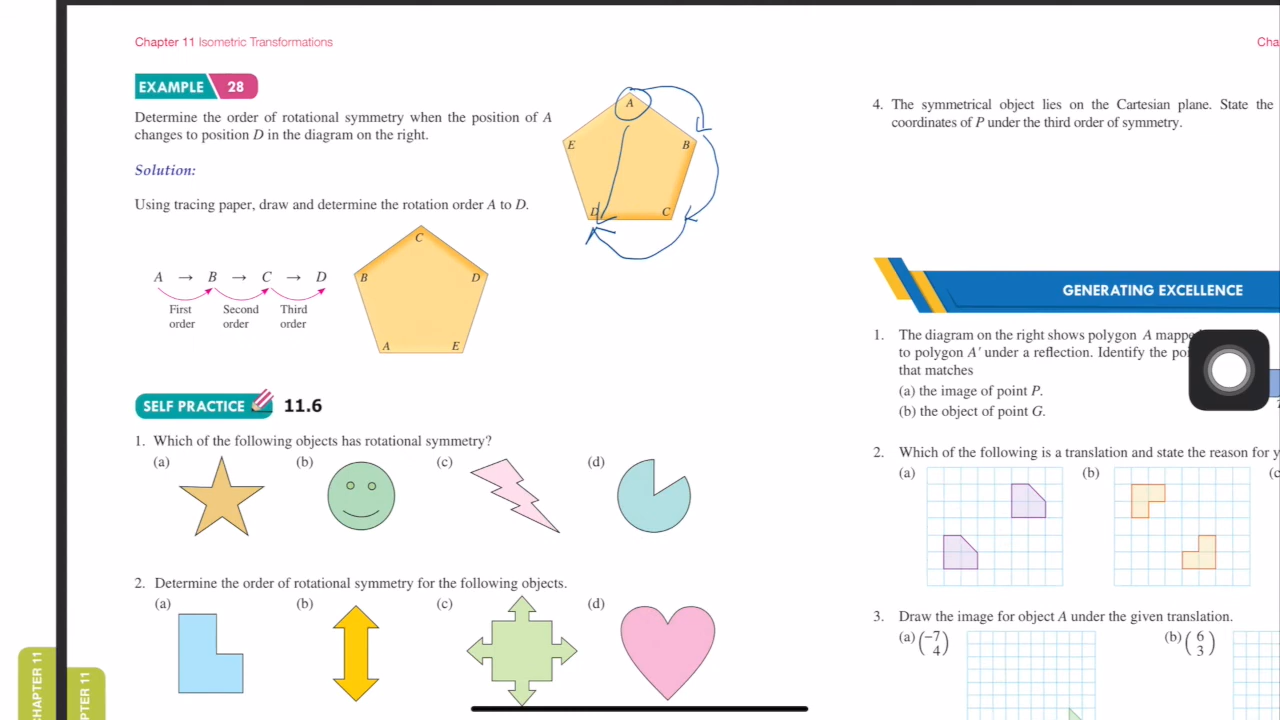 Chapter 11 Isometric Transformations
EXAMPLE 28
Determine the order of rotational symmetry when the position of A
changes to position D in the diagram on the right.
Solution:
Using tracing paper, draw and determine the rotation order A to D.
A → B → C → D
First Second Third
order order order
C
B D
A E
A
E B
D C
SELF PRACTICE 11.6
1. Which of the following objects has rotational symmetry?
(a) (b) (c) (d)
2. Determine the order of rotational symmetry for the following objects.
(a) (b) (c) (d)
CHAPTER 11
PTER 11
Cha
4. The symmetrical object lies on the Cartesian plane. State the
coordinates of P under the third order of symmetry.
GENERATING EXCELLENCE
1. The diagram on the right shows polygon A mappe
to polygon A' under a reflection. Identify the poi
that matches
(a) the image of point P.
(b) the object of point G.
2. Which of the following is a translation and state the reason for y
(a) (b) (c
3. Draw the image for object A under the given translation.
(a) (−7 4) (b) (6 3)